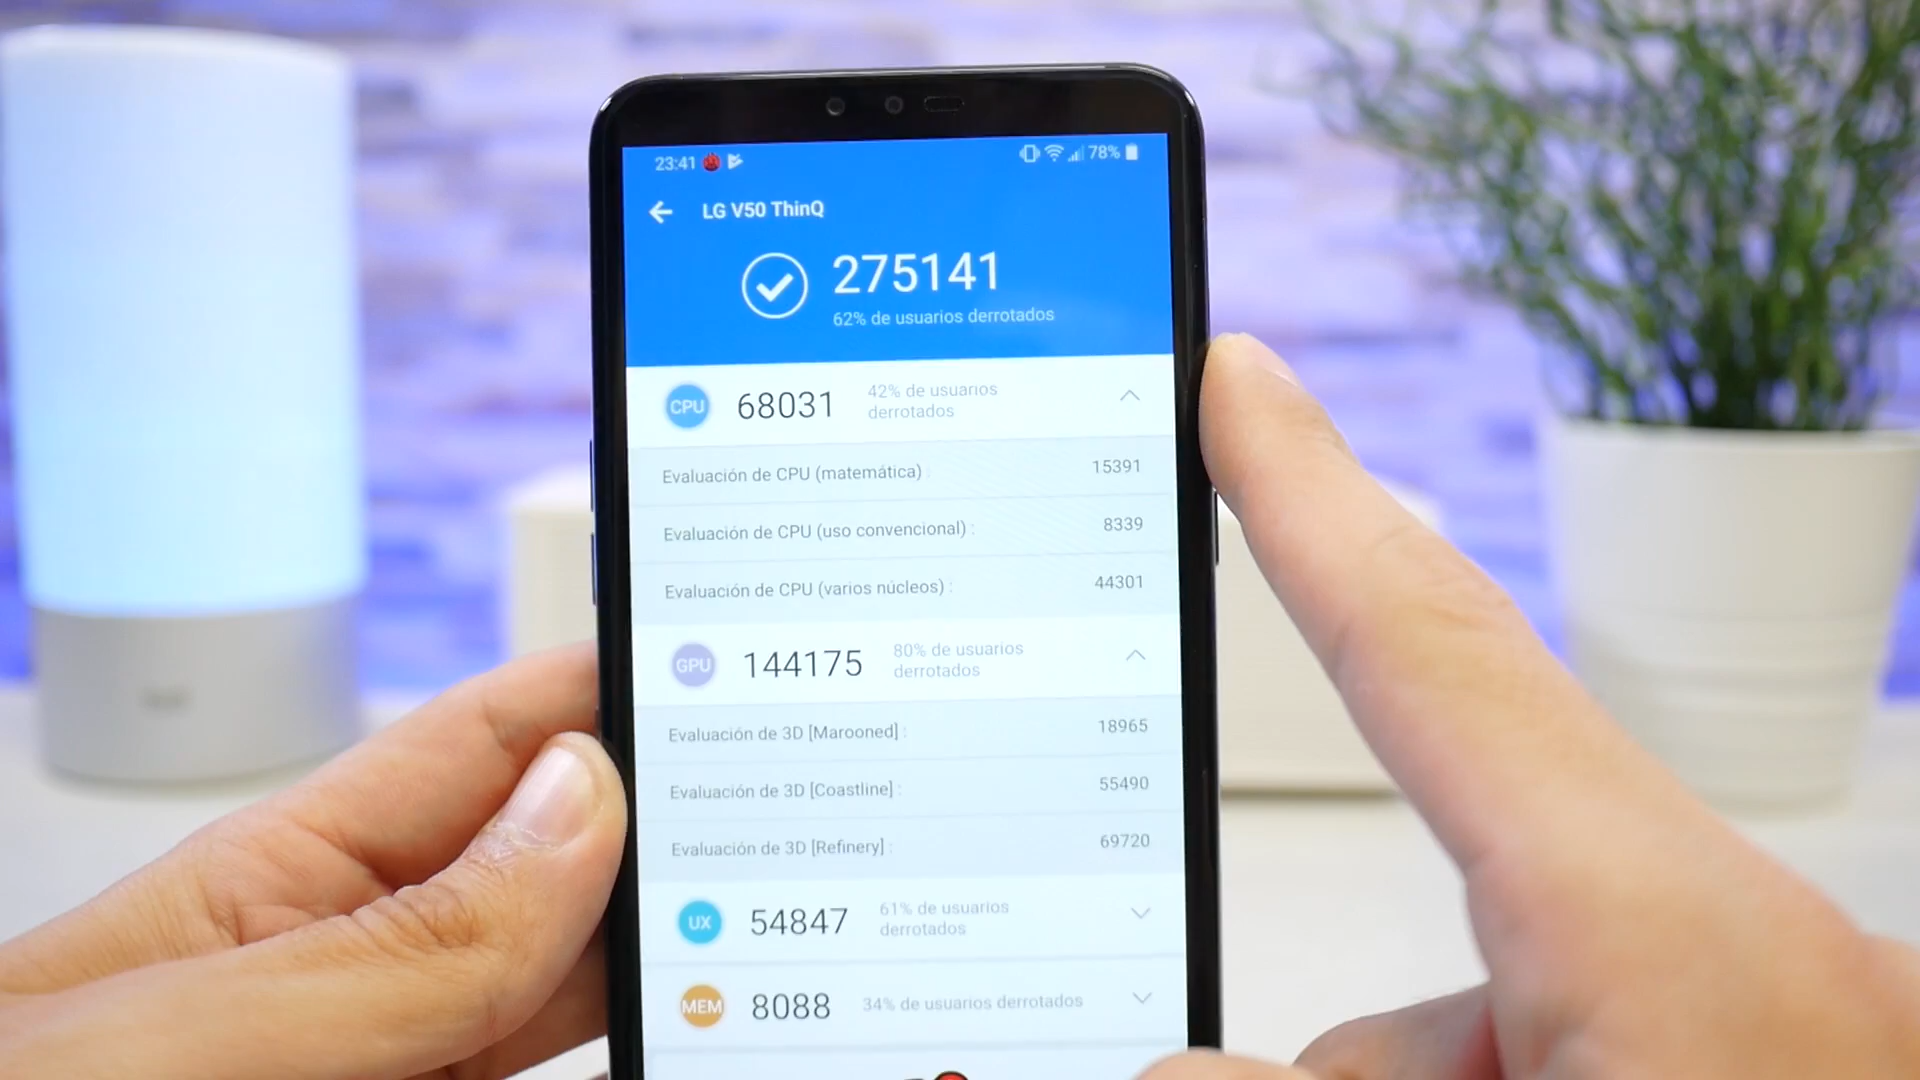 23:41 78%
LG V50 ThinQ
275141
62% de usuarios derrotados
CPU 68031 42% de usuarios
derrotados
Evaluación de CPU (matemática) : 15391
Evaluación de CPU (uso convencional) : 8339
Evaluación de CPU (varios núcleos) : 44301
GPU 144175 80% de usuarios
derrotados
Evaluación de 3D [Marooned] : 18965
Evaluación de 3D [Coastline] : 55490
Evaluación de 3D [Refinery] : 69720
UX 54847 61% de usuarios
derrotados
MEM 8088 34% de usuarios derrotados